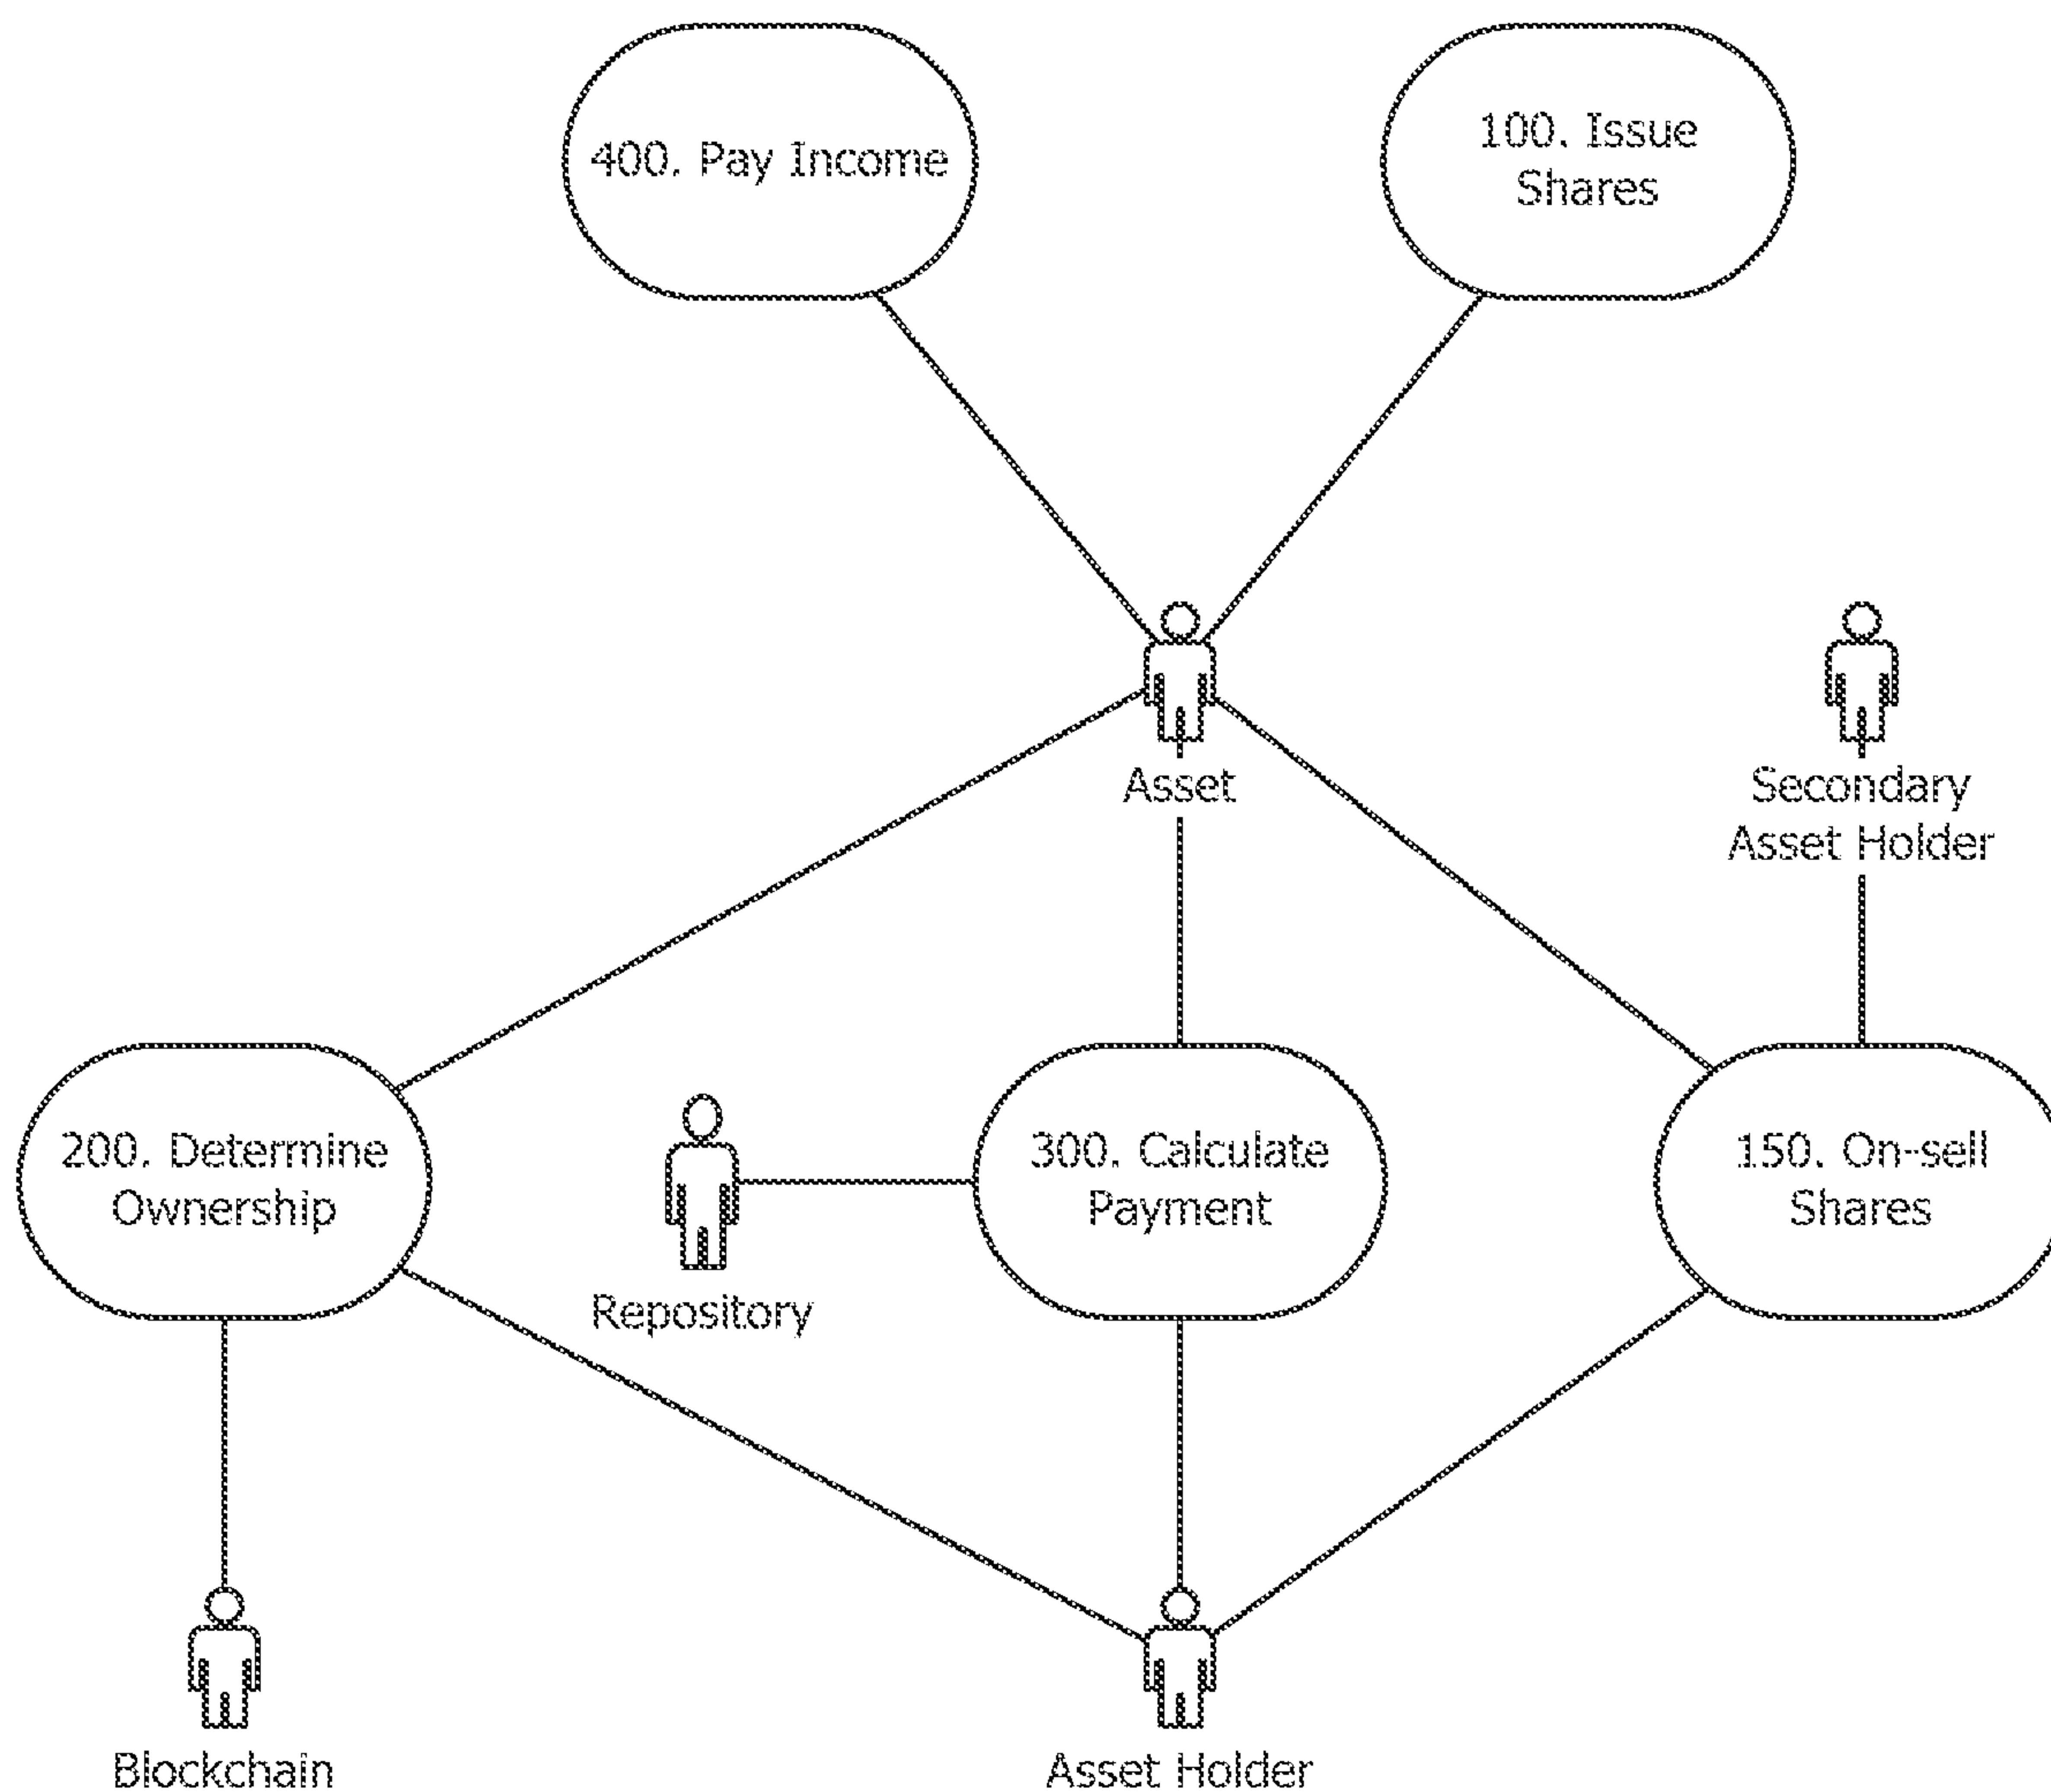 400. Pay Income
100. Issue
Shares
Asset
Secondary
Asset Holder
200. Determine
Ownership
Repository
300. Calculate
Payment
150. On-sell
Shares
Blockchain
Asset Holder